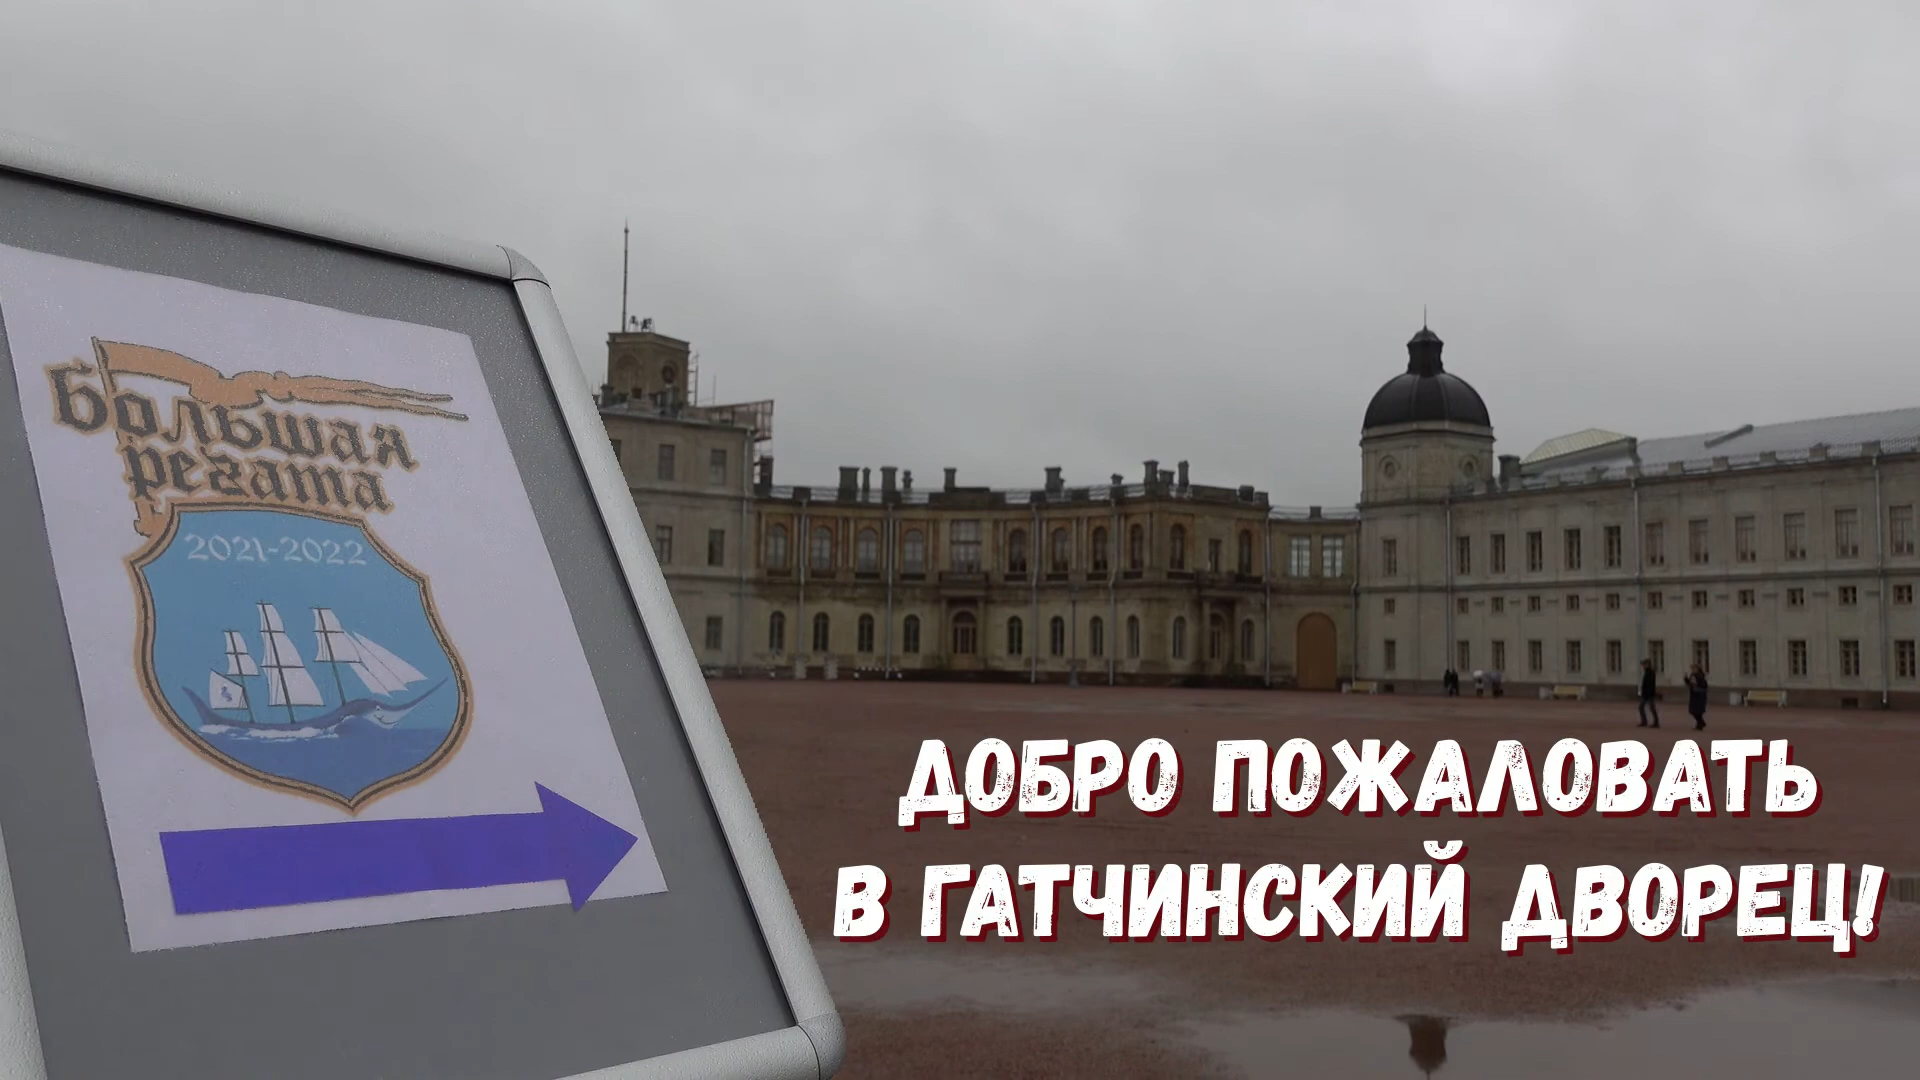 Большая
регата
2021-2022
ДОБРО ПОЖАЛОВАТЬ
В ГАТЧИНСКИЙ ДВОРЕЦ!